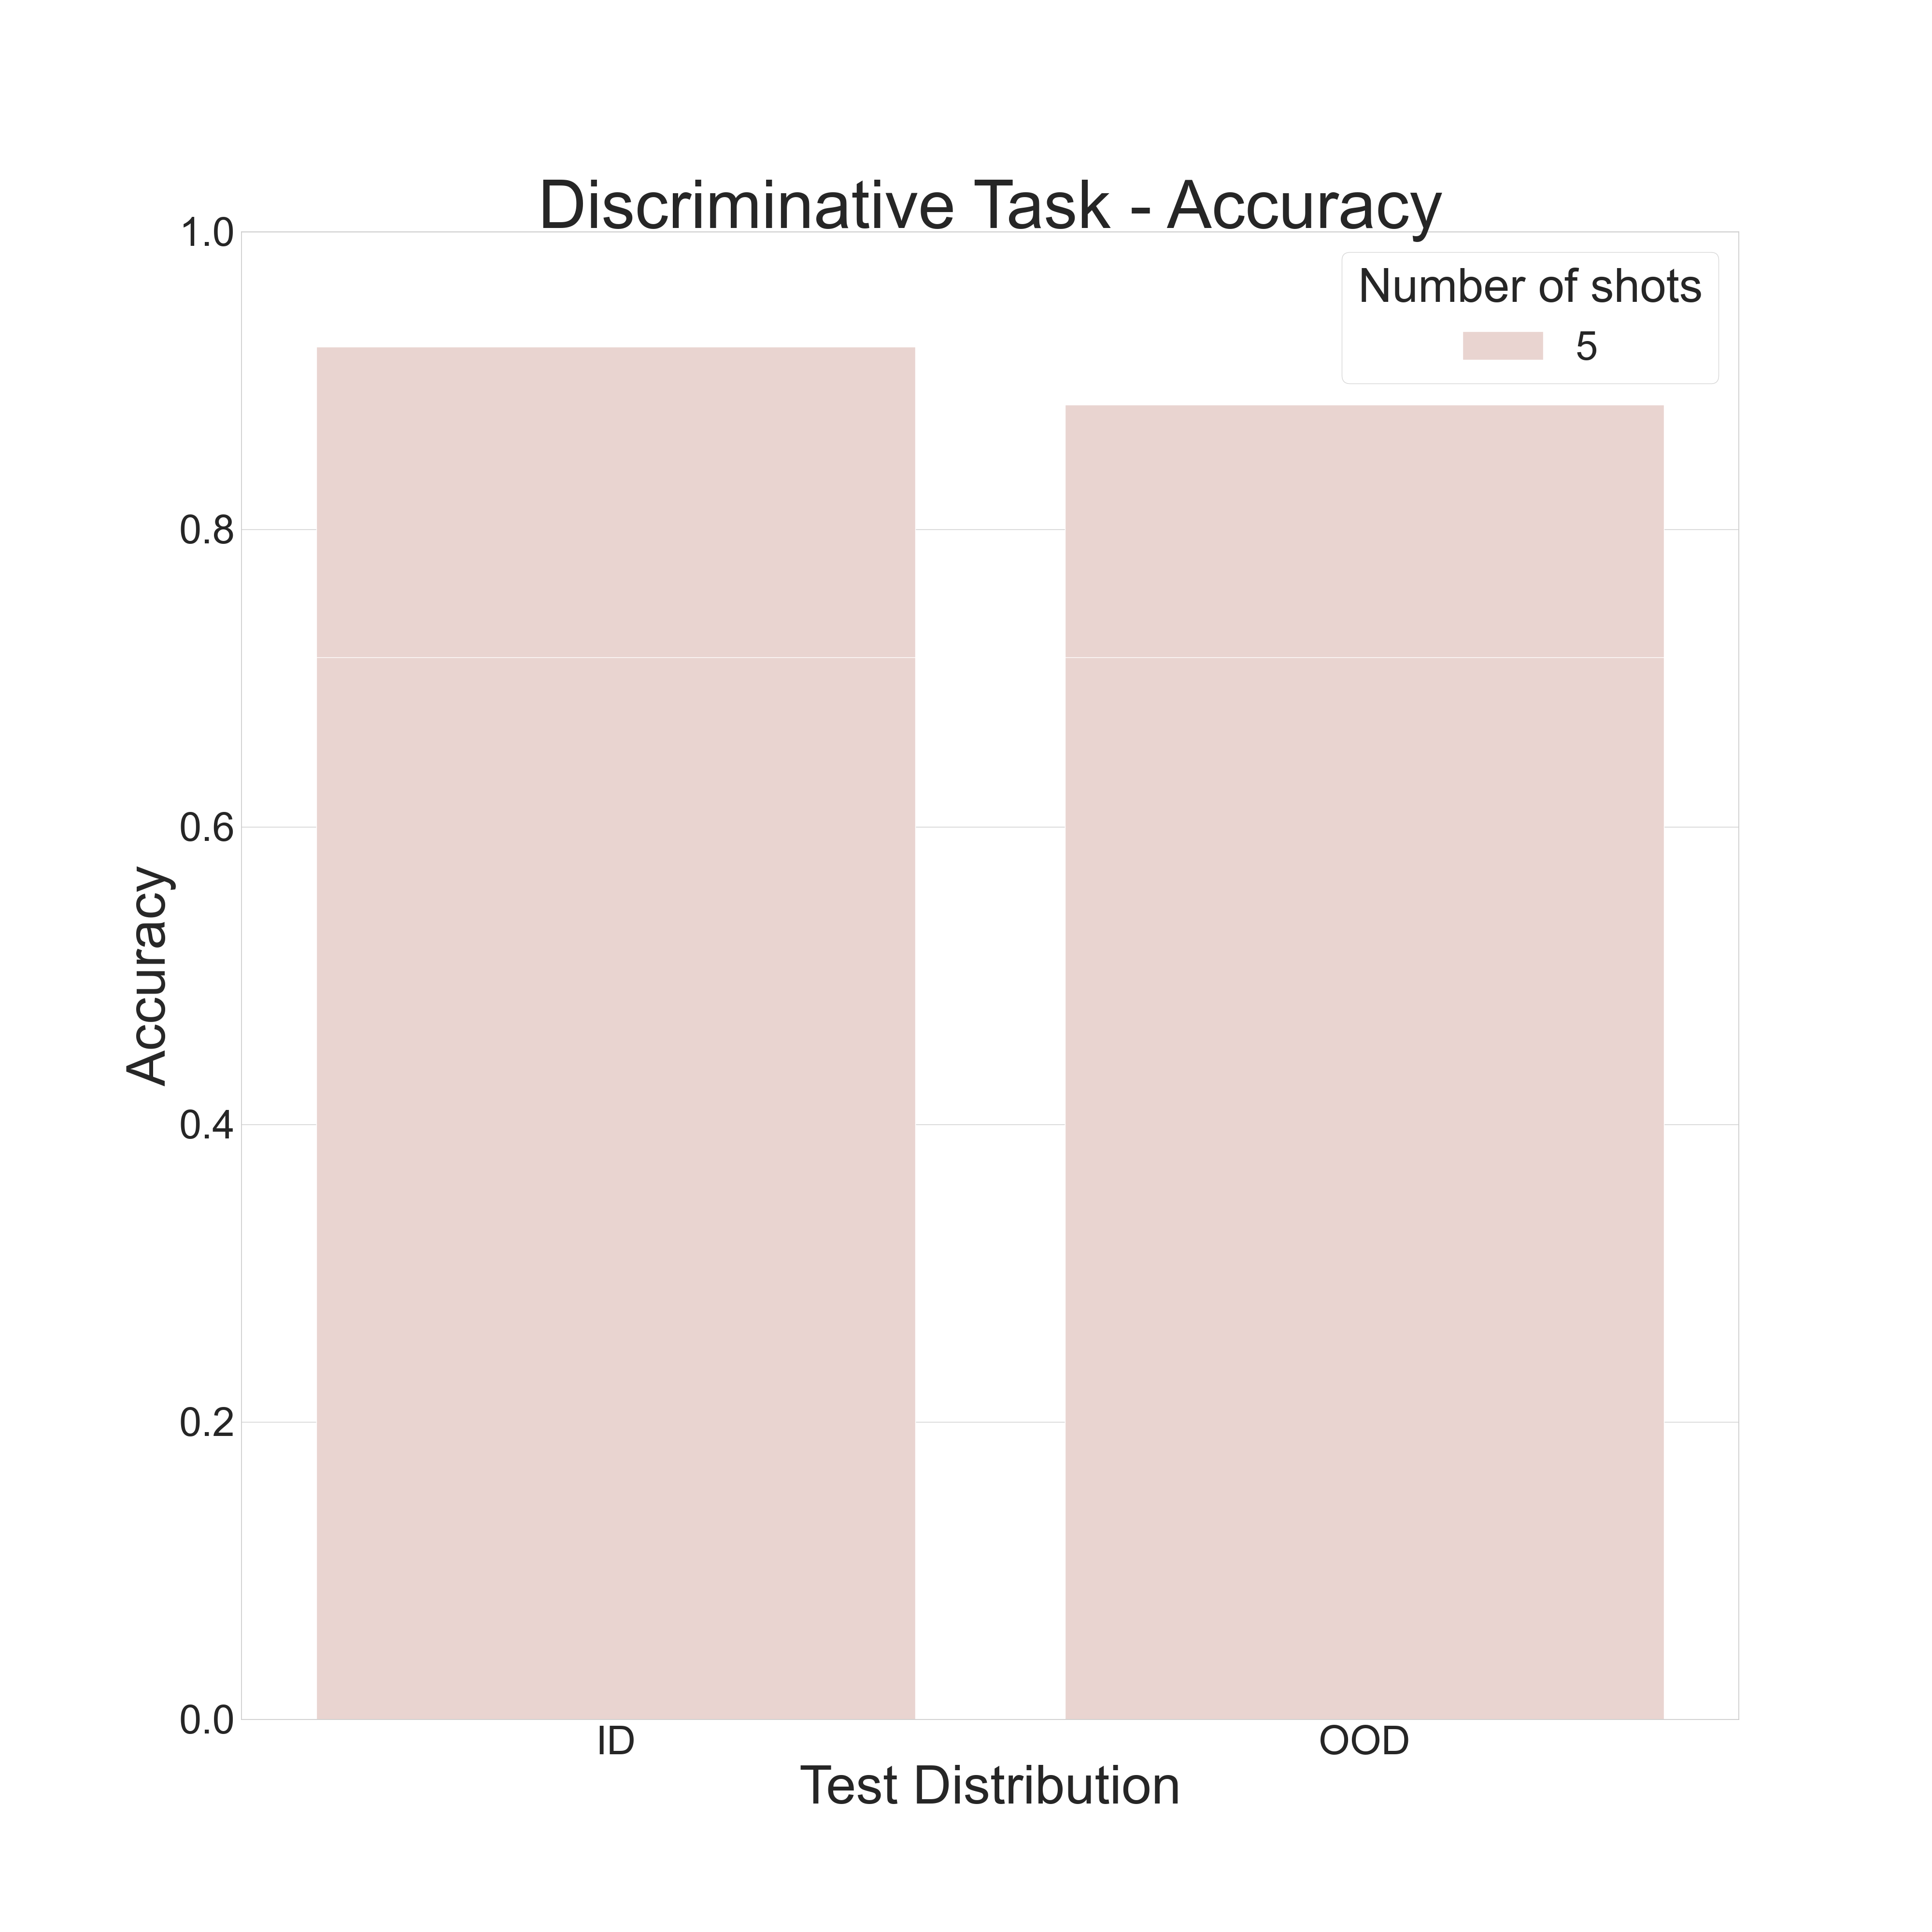 Discriminative Task - Accuracy
Number of shots
5
1.0
0.8
0.6
0.4
0.2
0.0
Accuracy
ID
OOD
Test Distribution